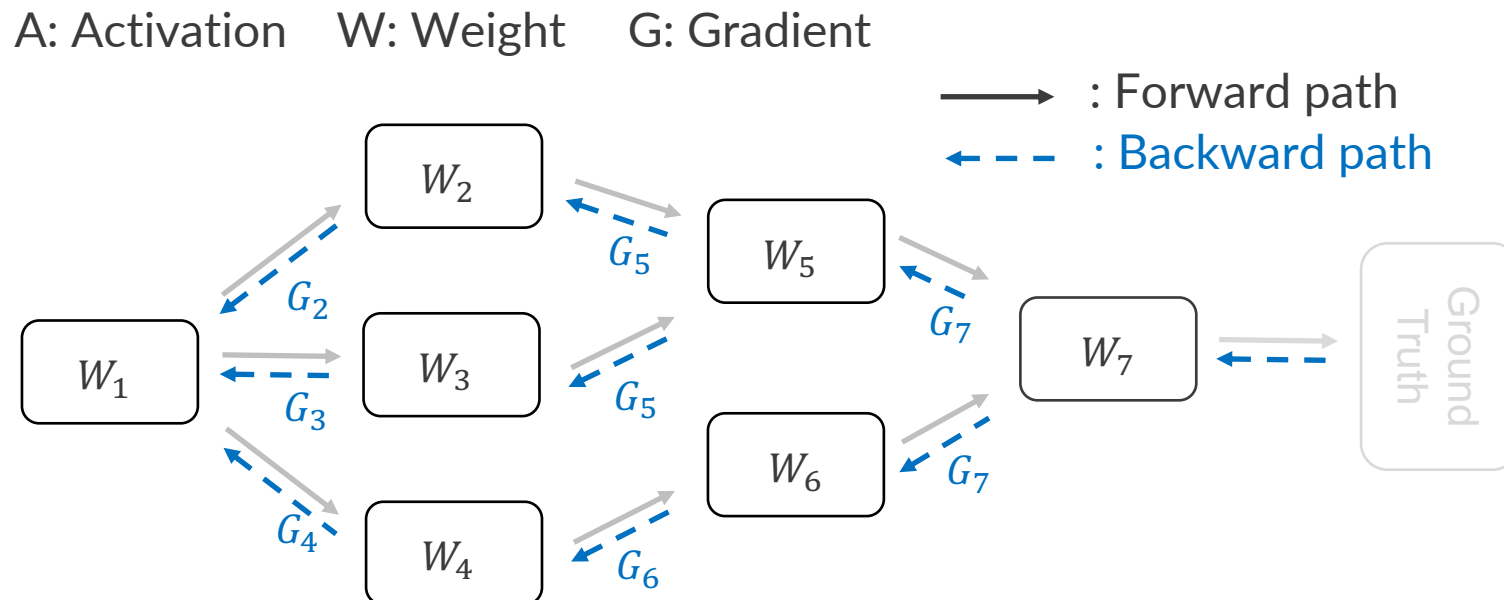 A: Activation W: Weight G: Gradient
: Forward path
: Backward path
W₂
G₅
W₅
G₂
G₇
W₁
G₃
W₃
G₅
W₇
Ground
Truth
W₆
G₇
G₄
W₄
G₆